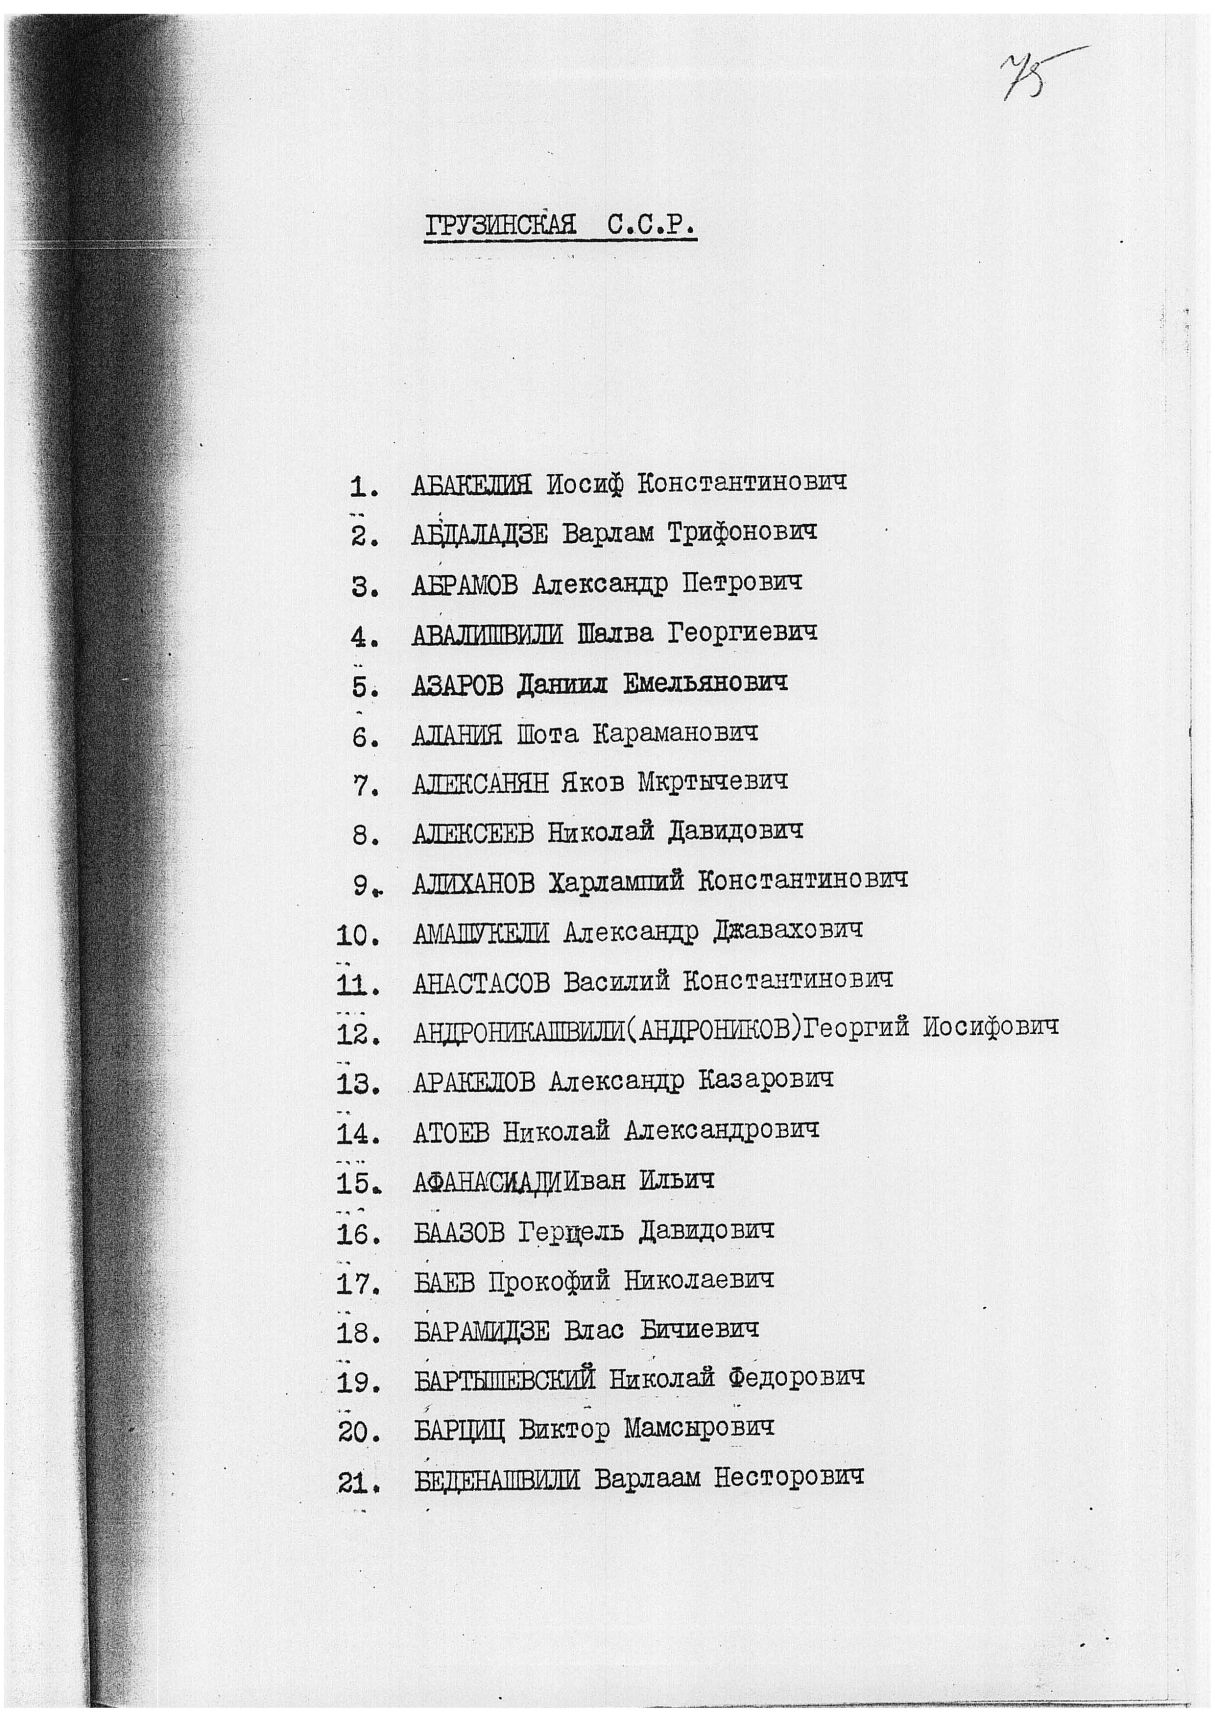 75
ГРУЗИНСКАЯ С.С.Р.
1. АБАКЕЛИЯ Иосиф Константинович
2. АБДАЛАДЗЕ Варлам Трифонович
3. АБРАМОВ Александр Петрович
4. АВАЛИШВИЛИ Шалва Георгиевич
5. АЗАРОВ Даниил Емельянович
6. АЛАНИЯ Шота Караманович
7. АЛЕКСАНЯН Яков Мкртычевич
8. АЛЕКСЕЕВ Николай Давидович
9. АЛИХАНОВ Харлампий Константинович
10. АМАШУКЕЛИ Александр Джавахович
11. АНАСТАСОВ Василий Константинович
12. АНДРОНИКАШВИЛИ(АНДРОНИКОВ)Георгий Иосифович
13. АРАКЕЛОВ Александр Казарович
14. АТОЕВ Николай Александрович
15. АФАНАСИАДИИван Ильич
16. БААЗОВ Герцель Давидович
17. БАЕВ Прокофий Николаевич
18. БАРАМИДЗЕ Влас Бичиевич
19. БАРТЫШЕВСКИЙ Николай Федорович
20. БАРЦИЦ Виктор Мамсырович
21. БЕДЕНАШВИЛИ Варлаам Несторович